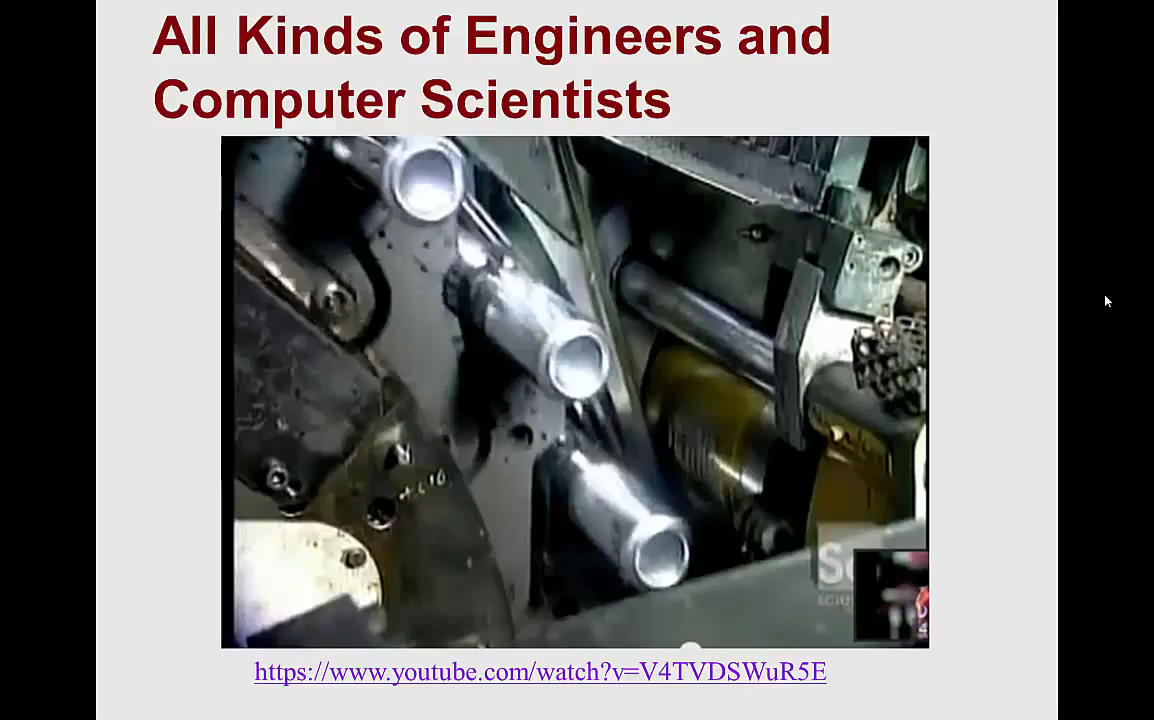 All Kinds of Engineers and
Computer Scientists
https://www.youtube.com/watch?v=V4TVDSWuR5E